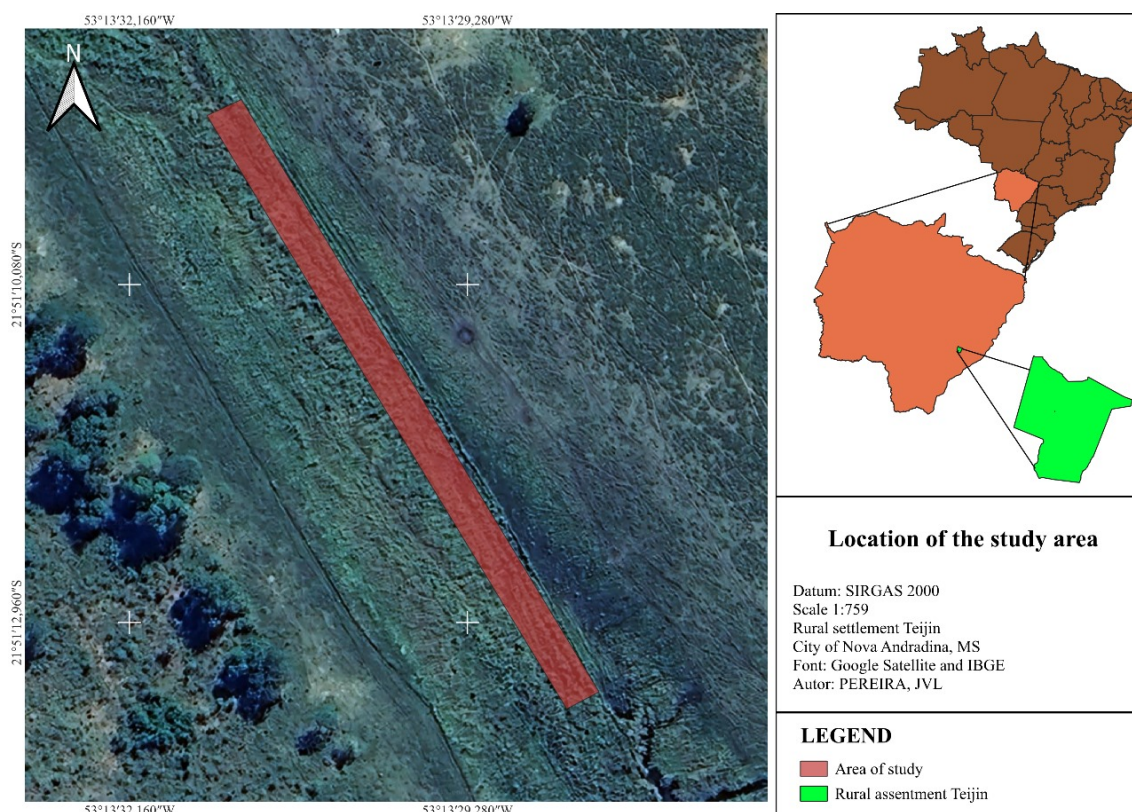 53°13'32,160"W
53°13'29,280"W
N
21°51'10,080"S
21°51'12,960"S
53°13'32,160"W
53°13'29,280"W
Location of the study area
Datum: SIRGAS 2000
Scale 1:759
Rural settlement Teijin
City of Nova Andradina, MS
Font: Google Satellite and IBGE
Autor: PEREIRA, JVL
LEGEND
Area of study
Rural assentment Teijin